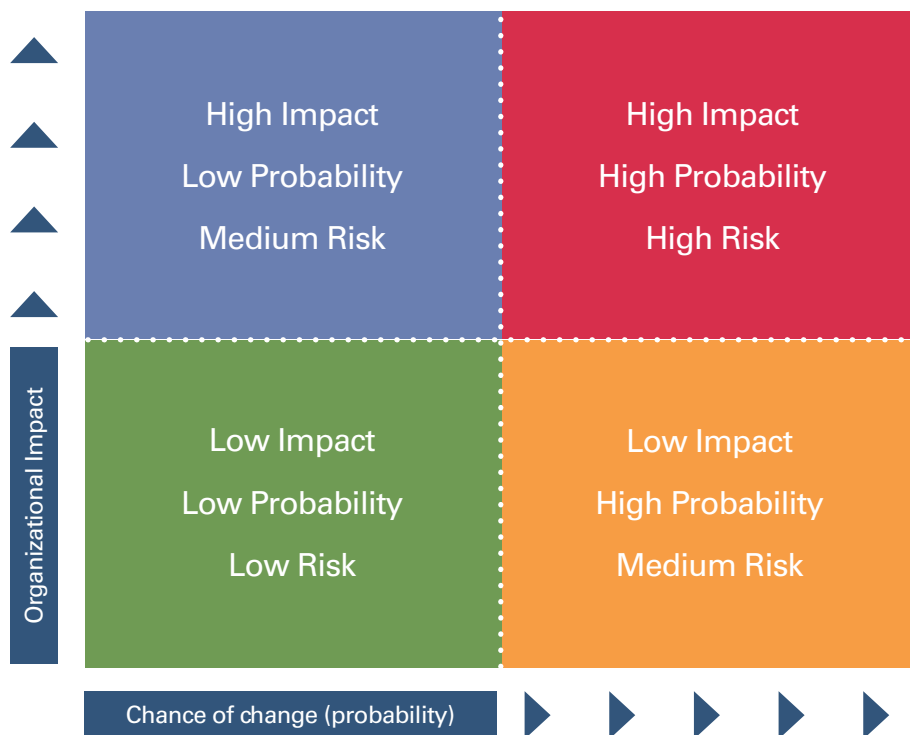 High Impact
Low Probability
Medium Risk
High Impact
High Probability
High Risk
Organizational Impact
Low Impact
Low Probability
Low Risk
Low Impact
High Probability
Medium Risk
Chance of change (probability)